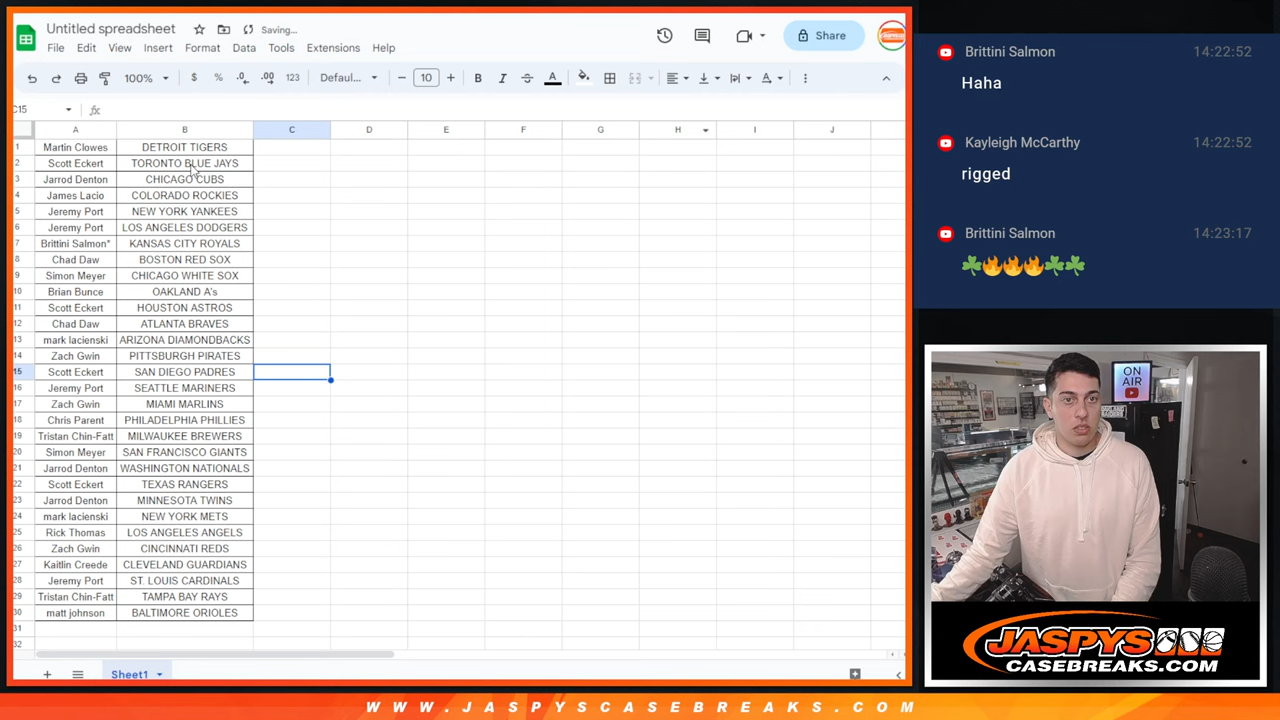 Untitled spreadsheet
Saving...
Share
File Edit View Insert Format Data Tools Extensions Help
100% $ % .0 .00 123 Defaul... 10 B I A
C15 fx
A B C D E F G H I J
1 Martin Clowes DETROIT TIGERS
2 Scott Eckert TORONTO BLUE JAYS
3 Jarrod Denton CHICAGO CUBS
4 James Lacio COLORADO ROCKIES
5 Jeremy Port NEW YORK YANKEES
6 Jeremy Port LOS ANGELES DODGERS
7 Brittini Salmon* KANSAS CITY ROYALS
8 Chad Daw BOSTON RED SOX
9 Simon Meyer CHICAGO WHITE SOX
10 Brian Bunce OAKLAND A's
11 Scott Eckert HOUSTON ASTROS
12 Chad Daw ATLANTA BRAVES
13 mark lacienski ARIZONA DIAMONDBACKS
14 Zach Gwin PITTSBURGH PIRATES
15 Scott Eckert SAN DIEGO PADRES
16 Jeremy Port SEATTLE MARINERS
17 Zach Gwin MIAMI MARLINS
18 Chris Parent PHILADELPHIA PHILLIES
19 Tristan Chin-Fatt MILWAUKEE BREWERS
20 Simon Meyer SAN FRANCISCO GIANTS
21 Jarrod Denton WASHINGTON NATIONALS
22 Scott Eckert TEXAS RANGERS
23 Jarrod Denton MINNESOTA TWINS
24 mark lacienski NEW YORK METS
25 Rick Thomas LOS ANGELES ANGELS
26 Zach Gwin CINCINNATI REDS
27 Kaitlin Creede CLEVELAND GUARDIANS
28 Jeremy Port ST. LOUIS CARDINALS
29 Tristan Chin-Fatt TAMPA BAY RAYS
30 matt johnson BALTIMORE ORIOLES
31
32
Sheet1
Brittini Salmon 14:22:52
Haha
Kayleigh McCarthy 14:22:52
rigged
Brittini Salmon 14:23:17
☘🔥🔥🔥☘☘
ON AIR
JASPYS
CASEBREAKS.COM
WWW.JASPYSCASEBREAKS.COM